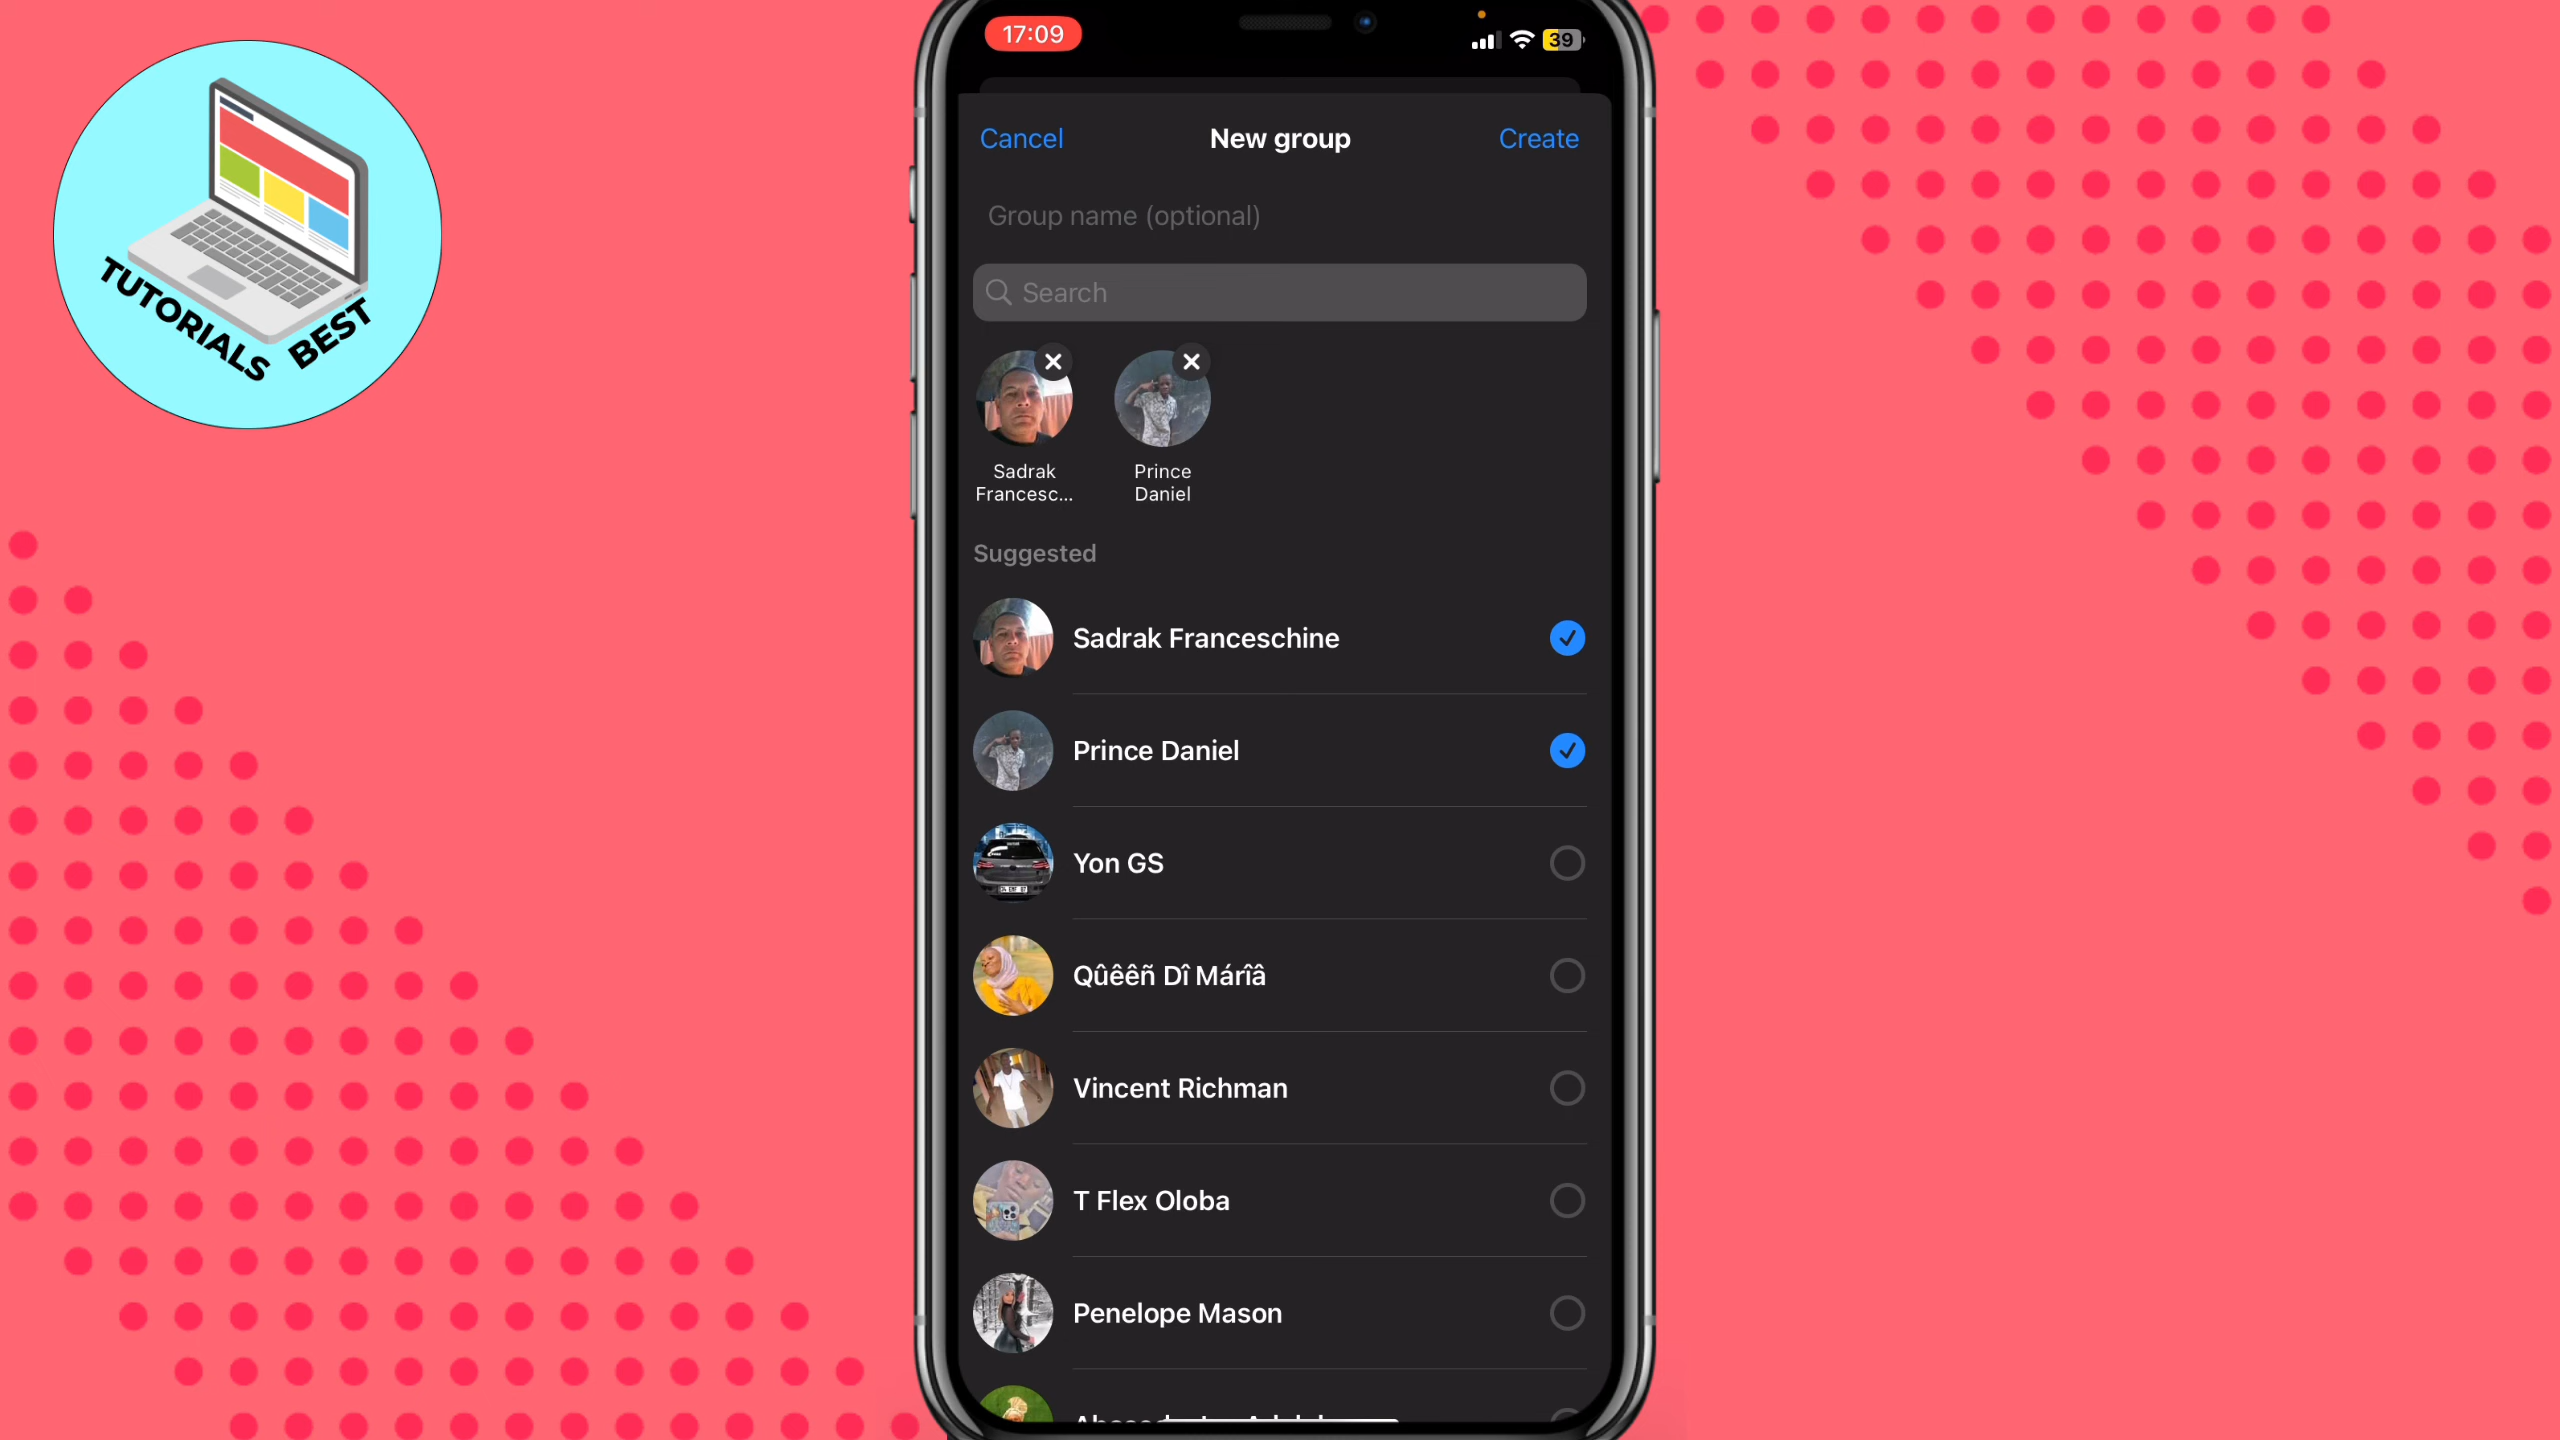 TUTORIALS BEST
17:09
39
Cancel
New group
Create
Group name (optional)
Search
Sadrak
Francesc...
Prince
Daniel
Suggested
Sadrak Franceschine
Prince Daniel
Yon GS
Qûêêñ Dî Márîâ
Vincent Richman
T Flex Oloba
Penelope Mason